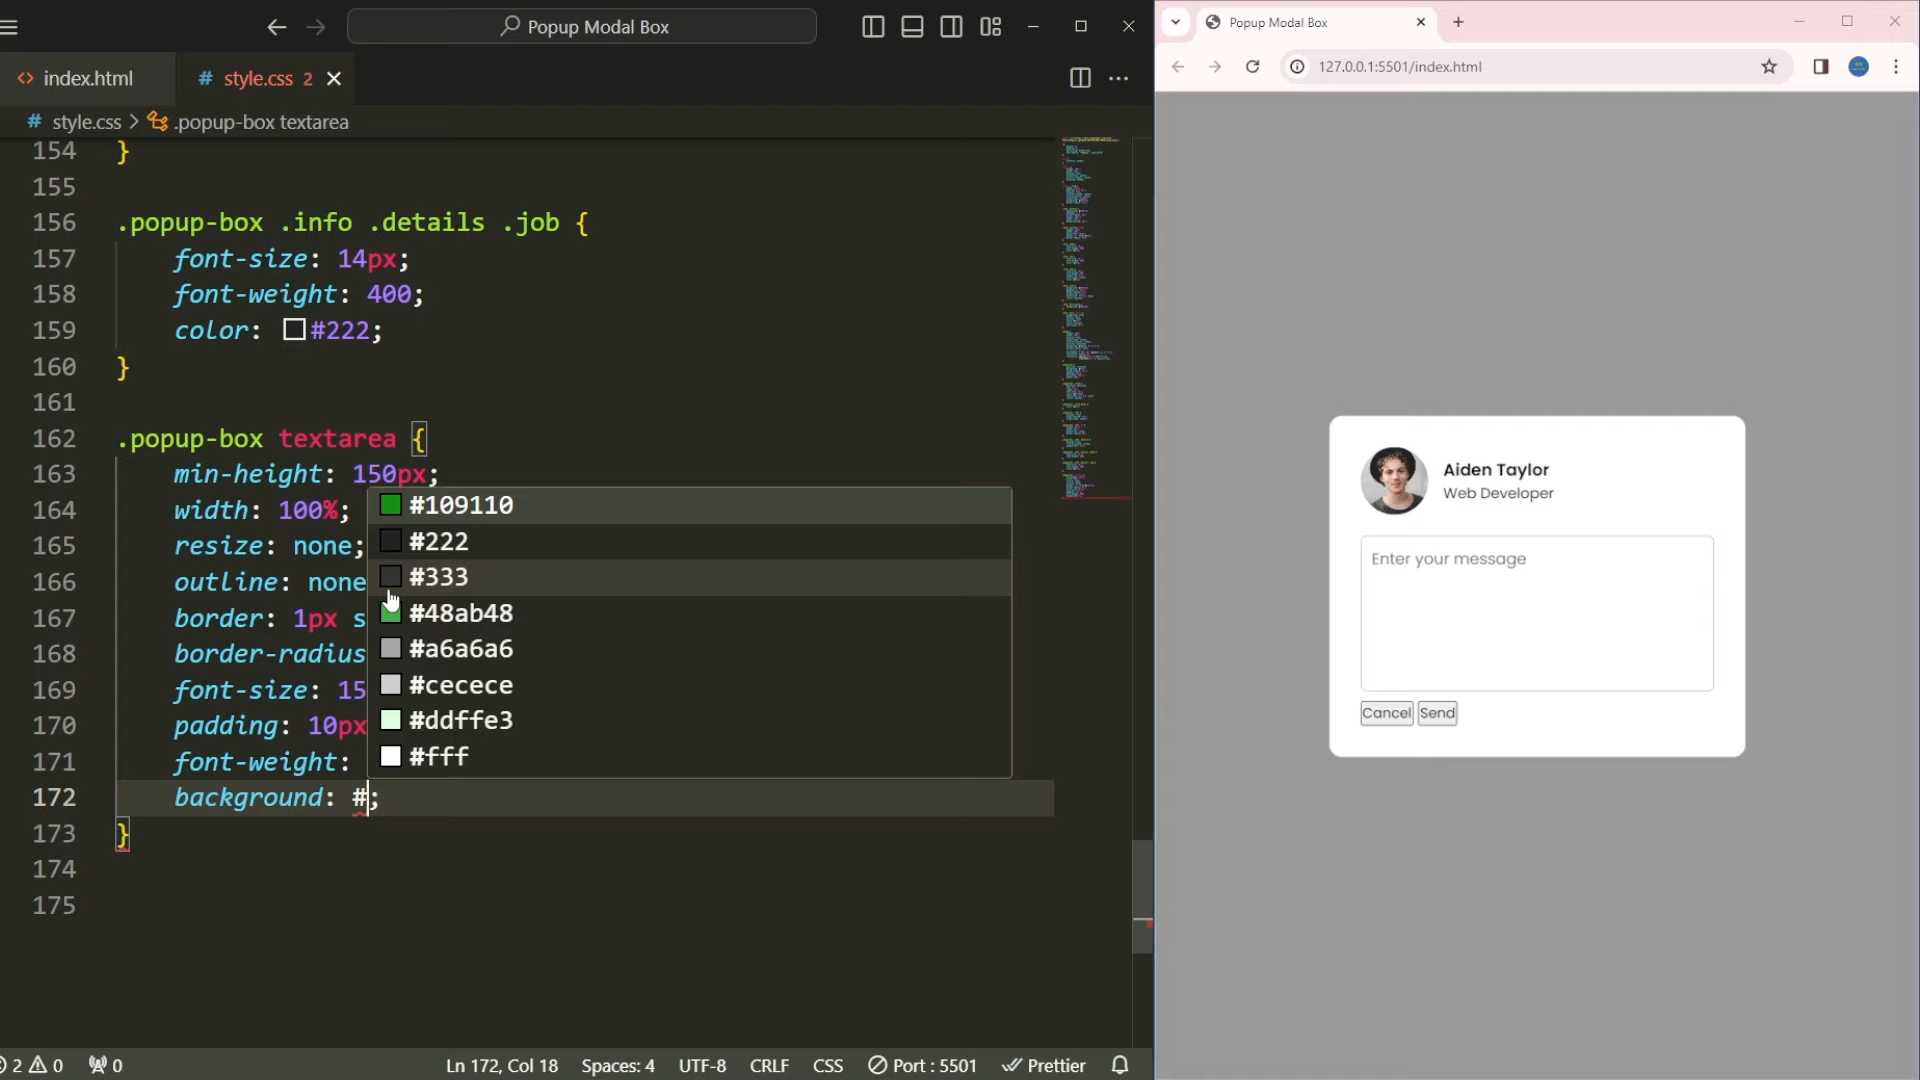 Popup Modal Box
index.html
style.css 2
style.css > .popup-box textarea
154 }
155
156 .popup-box .info .details .job {
157 font-size: 14px;
158 font-weight: 400;
159 color: #222;
160 }
161
162 .popup-box textarea {
163 min-height: 150px;
164 width: 100%;
165 resize: none;
166 outline: none
167 border: 1px s
168 border-radius
169 font-size: 15
170 padding: 10px
171 font-weight:
172 background: #;
173 }
174
175
#109110
#222
#333
#48ab48
#a6a6a6
#cecece
#ddffe3
#fff
2 0 0 Ln 172, Col 18 Spaces: 4 UTF-8 CRLF CSS Port : 5501 Prettier
Popup Modal Box
127.0.0.1:5501/index.html
Aiden Taylor
Web Developer
Enter your message
Cancel Send